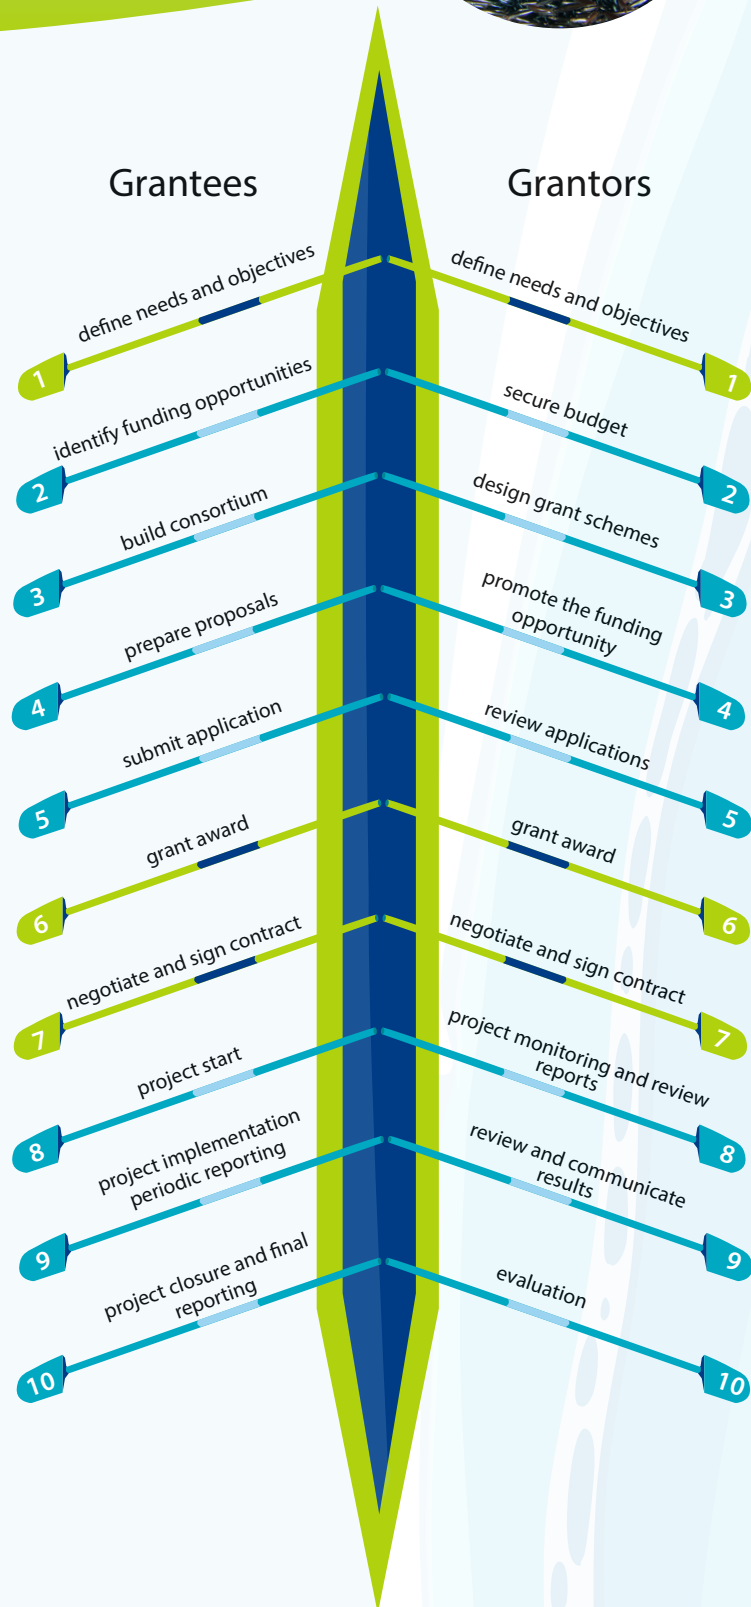 Grantees
define needs and objectives
1
identify funding opportunities
2
build consortium
3
prepare proposals
4
submit application
5
grant award
6
negotiate and sign contract
7
project start
8
project implementation
periodic reporting
9
project closure and final
reporting
10
Grantors
define needs and objectives
1
secure budget
2
design grant schemes
3
promote the funding
opportunity
4
review applications
5
grant award
6
negotiate and sign contract
7
project monitoring and review
reports
8
review and communicate
results
9
evaluation
10